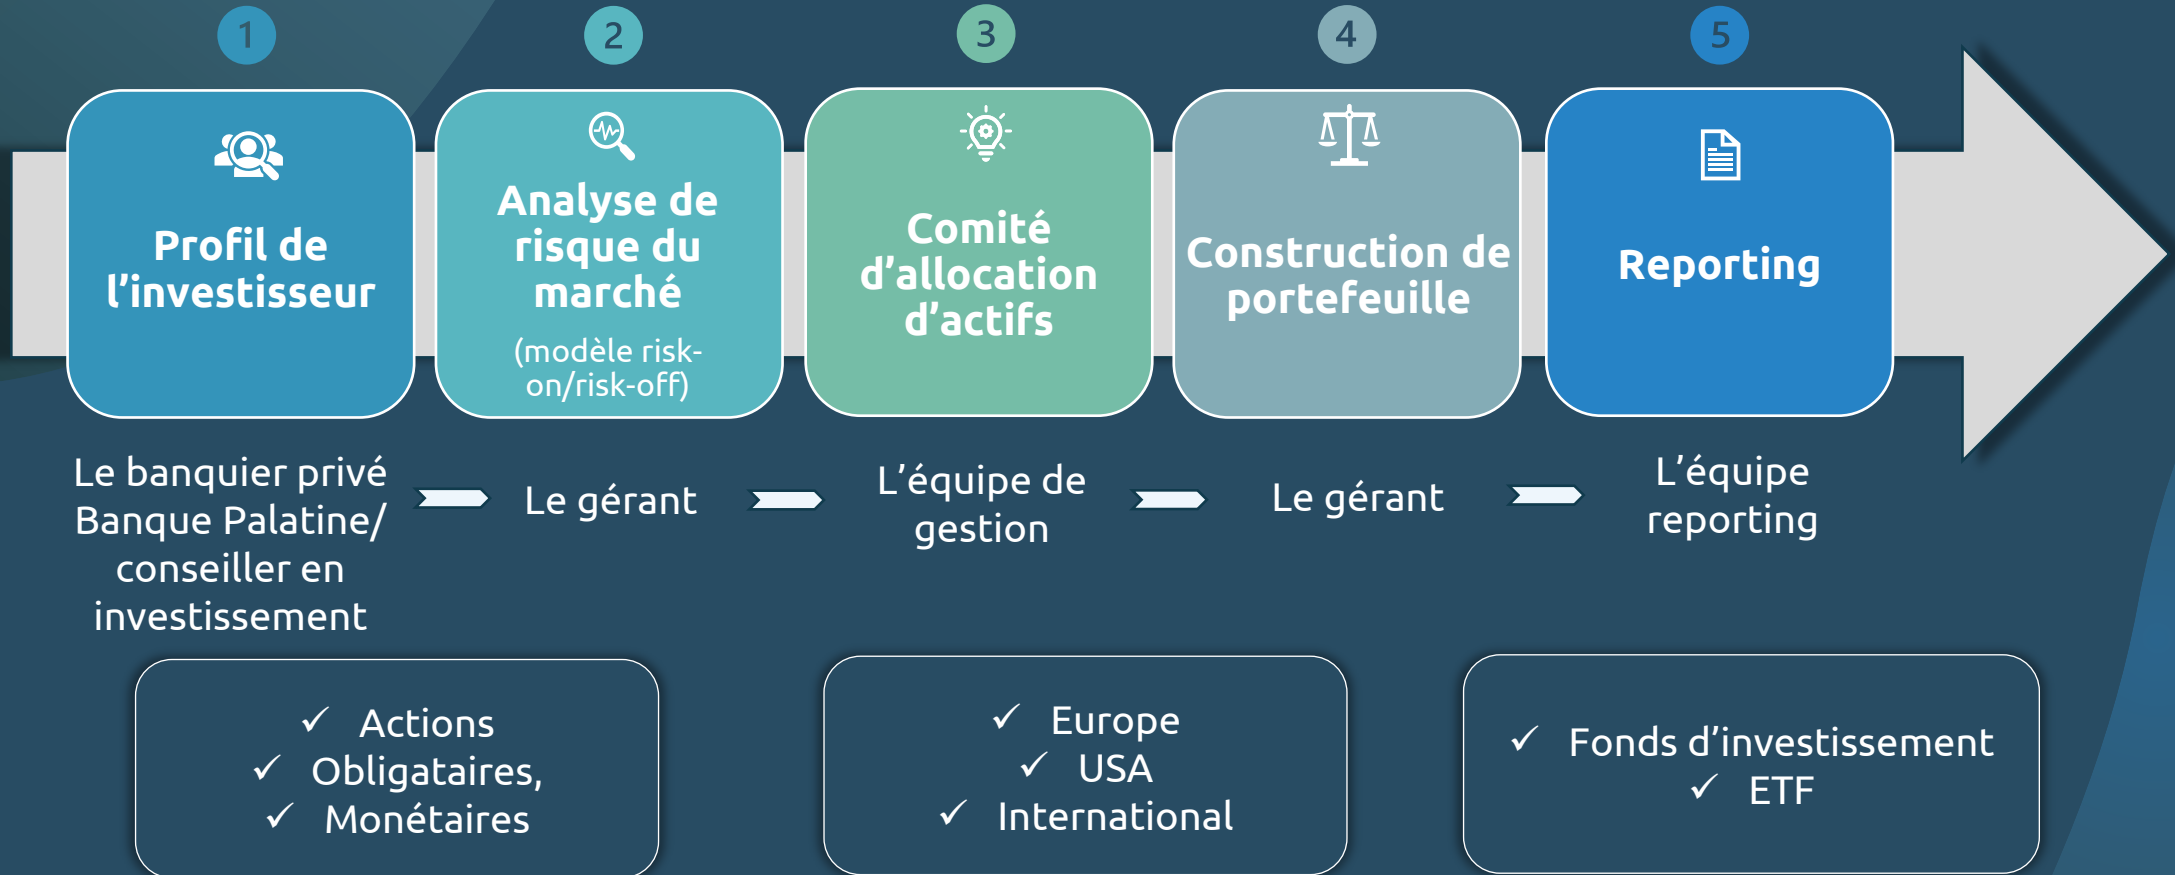 1
2
3
4
5
Profil de
l’investisseur
Analyse de
risque du
marché
(modèle risk-
on/risk-off)
Comité
d’allocation
d’actifs
Construction de
portefeuille
Reporting
Le banquier privé
Banque Palatine/
conseiller en
investissement
Le gérant
L’équipe de
gestion
Le gérant
L’équipe
reporting
✓ Actions
✓ Obligataires,
✓ Monétaires
✓ Europe
✓ USA
✓ International
✓ Fonds d’investissement
✓ ETF